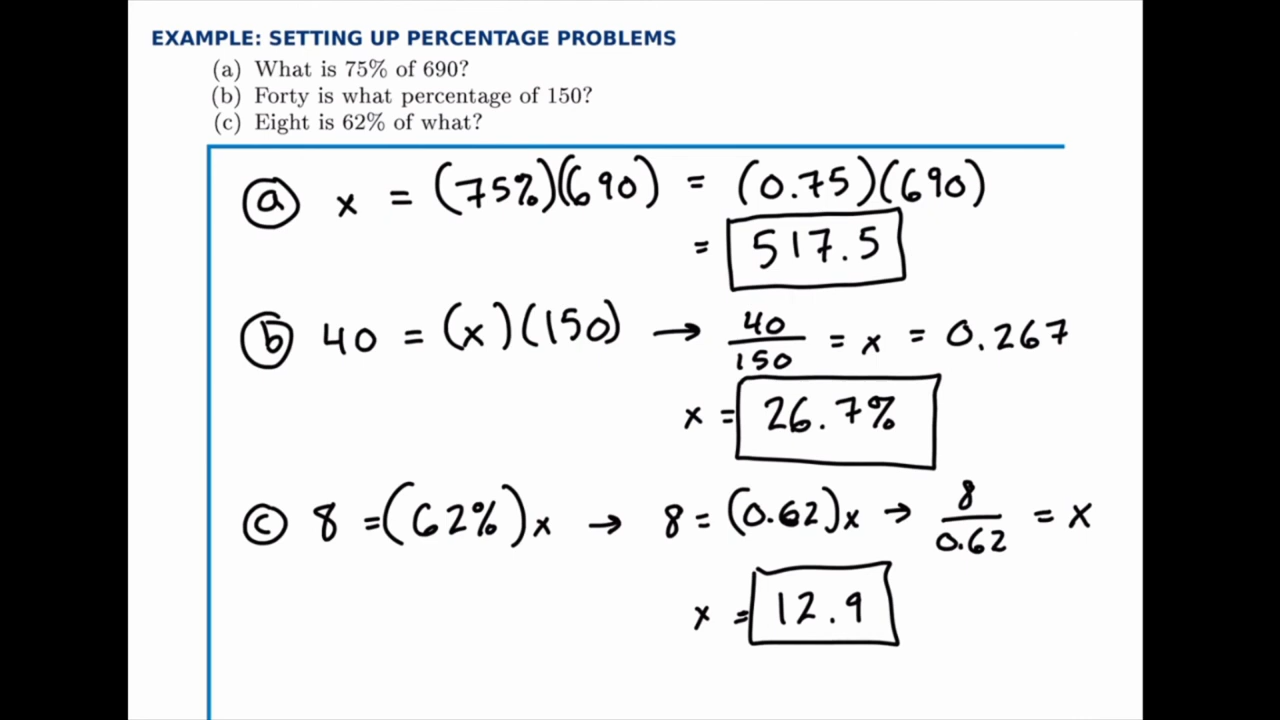 EXAMPLE: SETTING UP PERCENTAGE PROBLEMS
(a) What is 75% of 690?
(b) Forty is what percentage of 150?
(c) Eight is 62% of what?
(a) x = (75%)(690) = (0.75)(690)
= 517.5
(b) 40 = (x)(150) → 40/150 = x = 0.267
x = 26.7%
(c) 8 = (62%)x → 8 = (0.62)x → 8/0.62 = x
x = 12.9